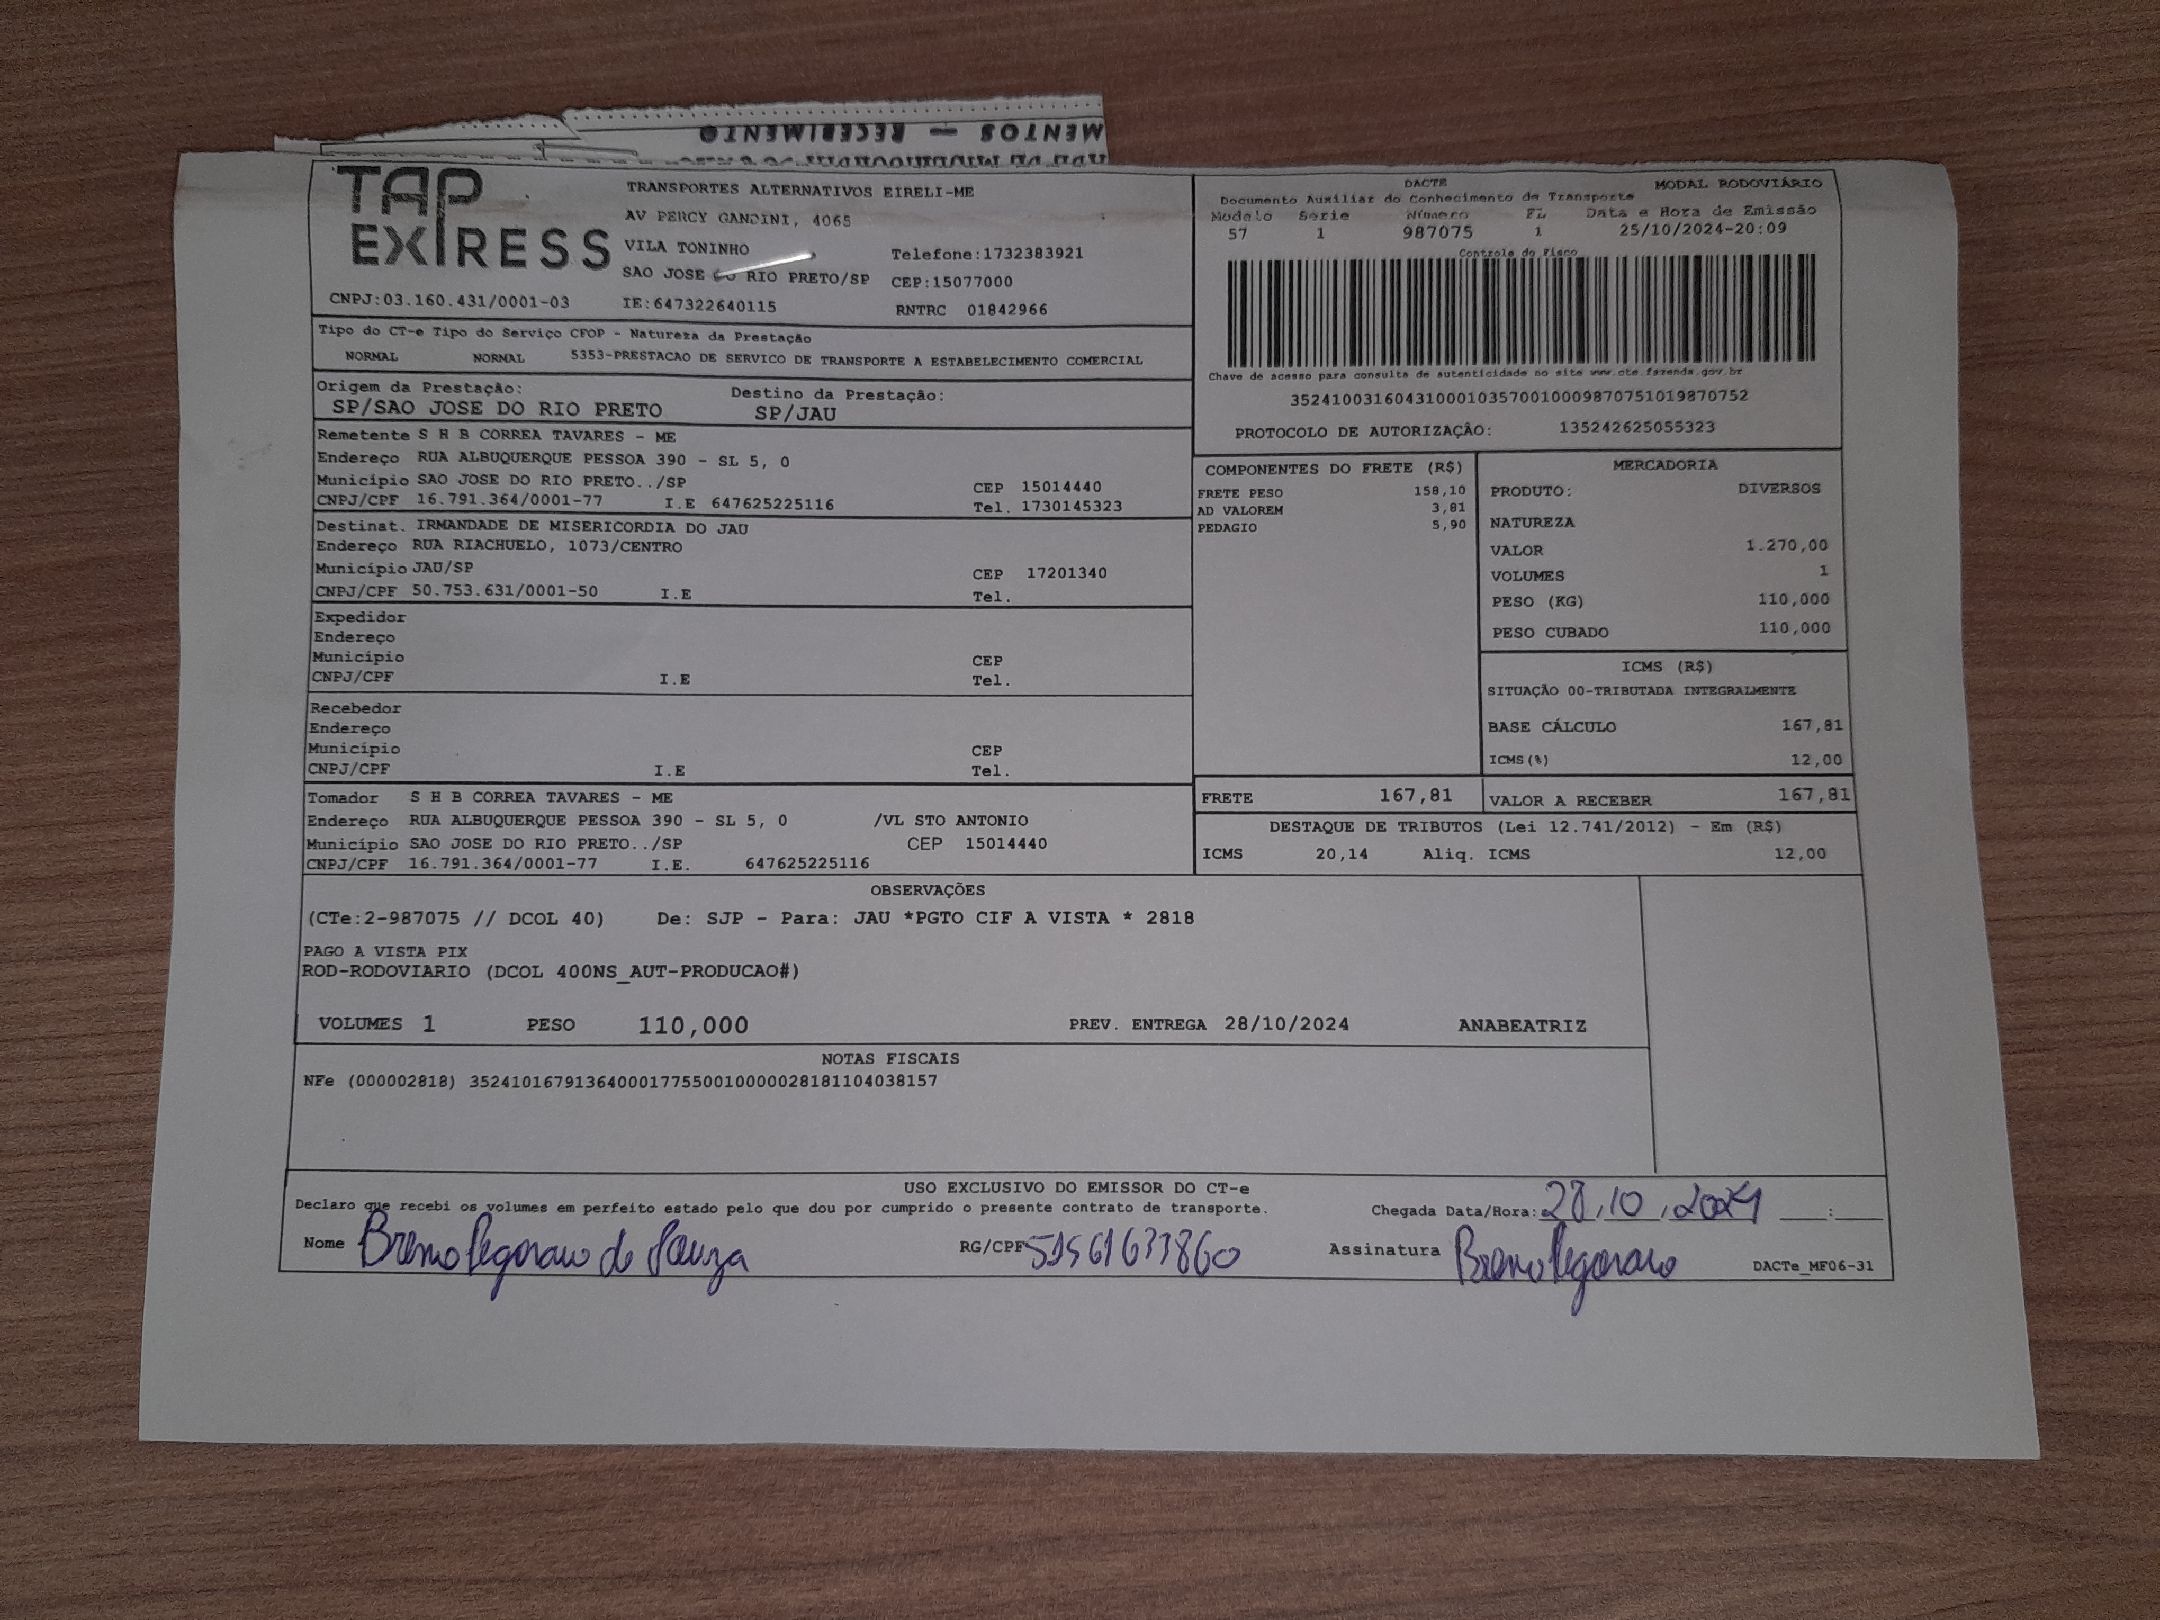 MENTOS — RECEBIMENTO
TAP
EXPRESS
TRANSPORTES ALTERNATIVOS EIRELI-ME
AV PERCY GANDINI, 4065
VILA TONINHO
Telefone:1732383921
SAO JOSE DO RIO PRETO/SP
CEP:15077000
CNPJ:03.160.431/0001-03
IE:647322640115
RNTRC 01842966
DACTE
MODAL RODOVIÁRIO
Documento Auxiliar do Conhecimento de Transporte
Modelo Serie Número FL Data e Hora de Emissão
57 1 987075 1 25/10/2024-20:09
Controle do Fisco
Chave de acesso para consulta de autenticidade no site www.cte.fazenda.gov.br
35241003160431000103570010009870751019870752
PROTOCOLO DE AUTORIZAÇÃO: 135242625055323
Tipo do CT-e Tipo do Serviço CFOP - Natureza da Prestação
NORMAL NORMAL 5353-PRESTACAO DE SERVICO DE TRANSPORTE A ESTABELECIMENTO COMERCIAL
Origem da Prestação: Destino da Prestação:
SP/SAO JOSE DO RIO PRETO SP/JAU
Remetente S H B CORREA TAVARES - ME
Endereço RUA ALBUQUERQUE PESSOA 390 - SL 5, 0
Município SAO JOSE DO RIO PRETO../SP CEP 15014440
CNPJ/CPF 16.791.364/0001-77 I.E 647625225116 Tel. 1730145323
Destinat. IRMANDADE DE MISERICORDIA DO JAU
Endereço RUA RIACHUELO, 1073/CENTRO
Município JAU/SP CEP 17201340
CNPJ/CPF 50.753.631/0001-50 I.E Tel.
Expedidor
Endereço
Município CEP
CNPJ/CPF I.E Tel.
Recebedor
Endereço
Município CEP
CNPJ/CPF I.E Tel.
Tomador S H B CORREA TAVARES - ME
Endereço RUA ALBUQUERQUE PESSOA 390 - SL 5, 0 /VL STO ANTONIO
Município SAO JOSE DO RIO PRETO../SP CEP 15014440
CNPJ/CPF 16.791.364/0001-77 I.E. 647625225116
COMPONENTES DO FRETE (R$)
FRETE PESO 158,10
AD VALOREM 3,81
PEDAGIO 5,90
MERCADORIA
PRODUTO: DIVERSOS
NATUREZA
VALOR 1.270,00
VOLUMES 1
PESO (KG) 110,000
PESO CUBADO 110,000
ICMS (R$)
SITUAÇÃO 00-TRIBUTADA INTEGRALMENTE
BASE CÁLCULO 167,81
ICMS(%) 12,00
FRETE 167,81 VALOR A RECEBER 167,81
DESTAQUE DE TRIBUTOS (Lei 12.741/2012) - Em (R$)
ICMS 20,14 Aliq. ICMS 12,00
OBSERVAÇÕES
(CTe:2-987075 // DCOL 40) De: SJP - Para: JAU *PGTO CIF A VISTA * 2818
PAGO A VISTA PIX
ROD-RODOVIARIO (DCOL 400NS_AUT-PRODUCAO#)
VOLUMES 1 PESO 110,000 PREV. ENTREGA 28/10/2024 ANABEATRIZ
NOTAS FISCAIS
NFe (000002818) 35241016791364000177550010000028181104038157
USO EXCLUSIVO DO EMISSOR DO CT-e
Declaro que recebi os volumes em perfeito estado pelo que dou por cumprido o presente contrato de transporte.
Chegada Data/Hora: 28.10.2024 ___:___
Nome Breno Pegoraro de Souza RG/CPF 51561633860 Assinatura Breno Pegoraro
DACTe_MF06-31